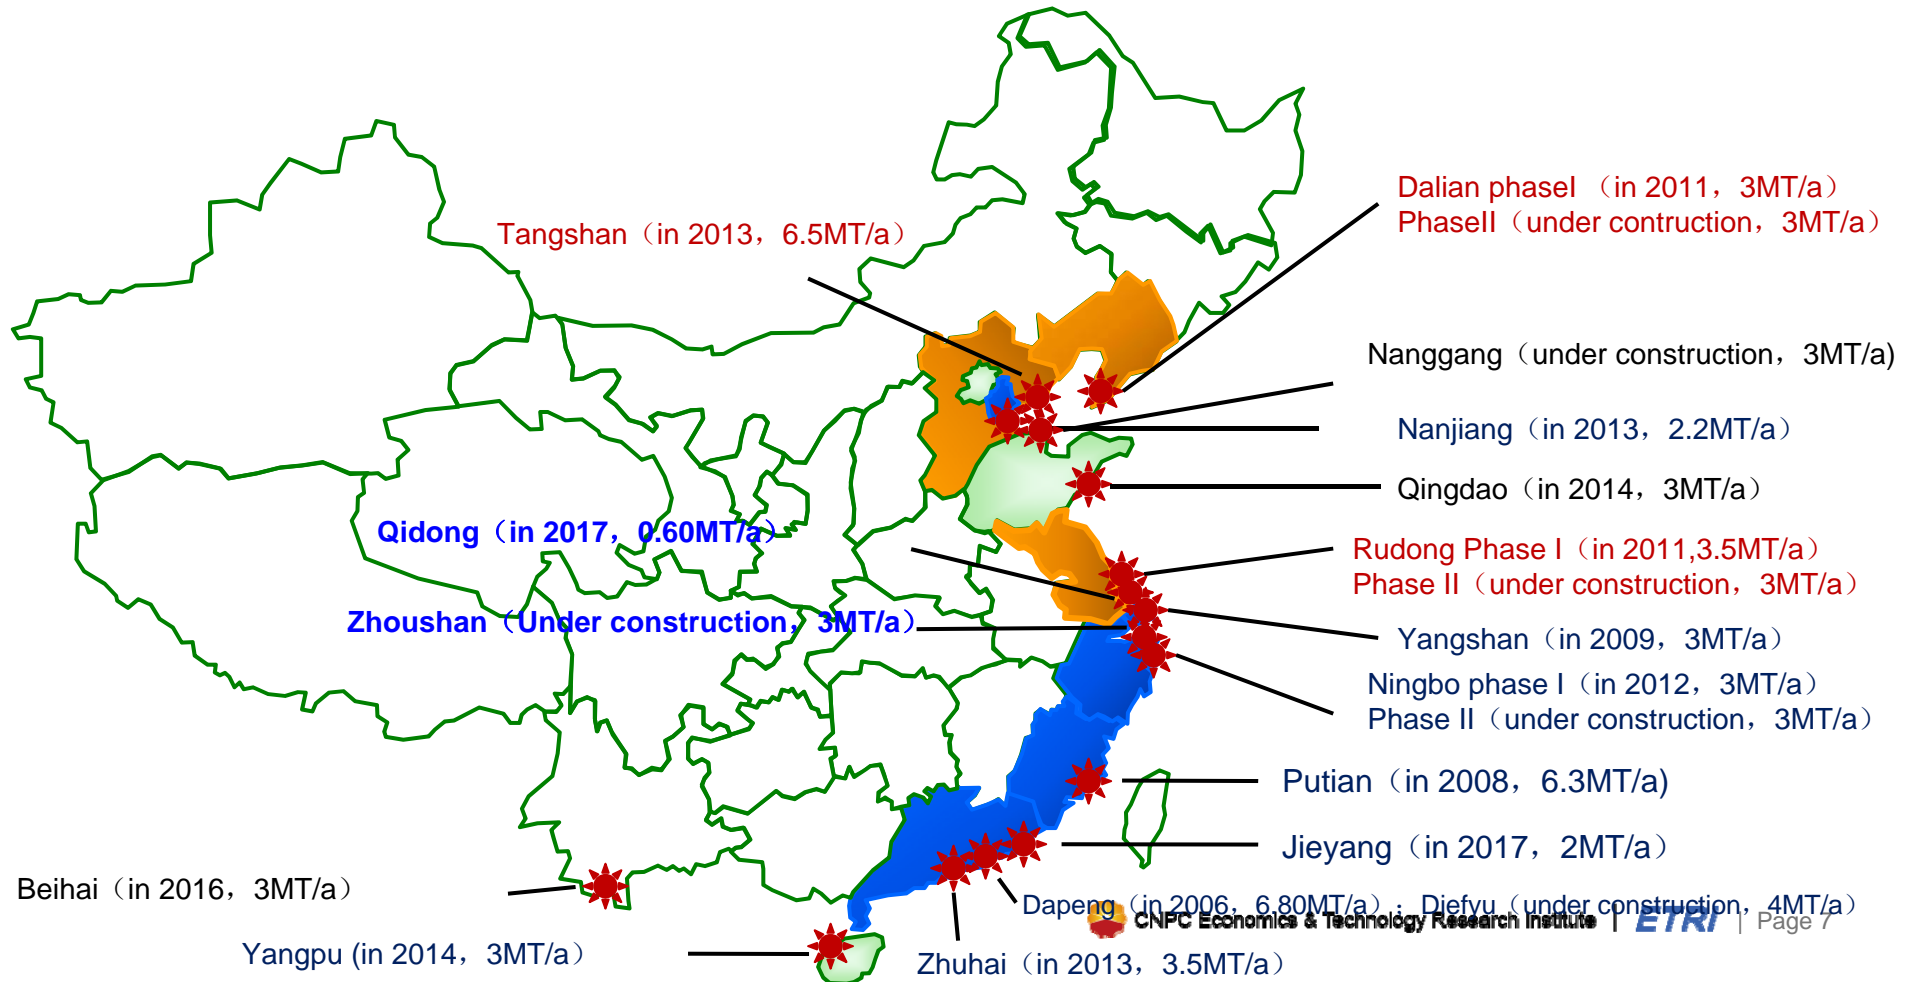 Dalian phaseI （in 2011，3MT/a）
PhaseII（under contruction，3MT/a）
Tangshan（in 2013，6.5MT/a）
Nanggang（under construction，3MT/a)
Nanjiang（in 2013，2.2MT/a）
Qingdao（in 2014，3MT/a）
Qidong（in 2017，0.60MT/a）
Rudong Phase I（in 2011,3.5MT/a）
Phase II（under construction，3MT/a）
Zhoushan（Under construction，3MT/a）
Yangshan（in 2009，3MT/a）
Ningbo phase I（in 2012，3MT/a）
Phase II（under construction，3MT/a）
Putian（in 2008，6.3MT/a)
Jieyang（in 2017，2MT/a）
Beihai（in 2016，3MT/a）
Dapeng（in 2006，6.80MT/a）；Diefyu（under construction，4MT/a）
CNPC Economics & Technology Research Institute | ETRI | Page 7
Yangpu (in 2014，3MT/a）
Zhuhai（in 2013，3.5MT/a）